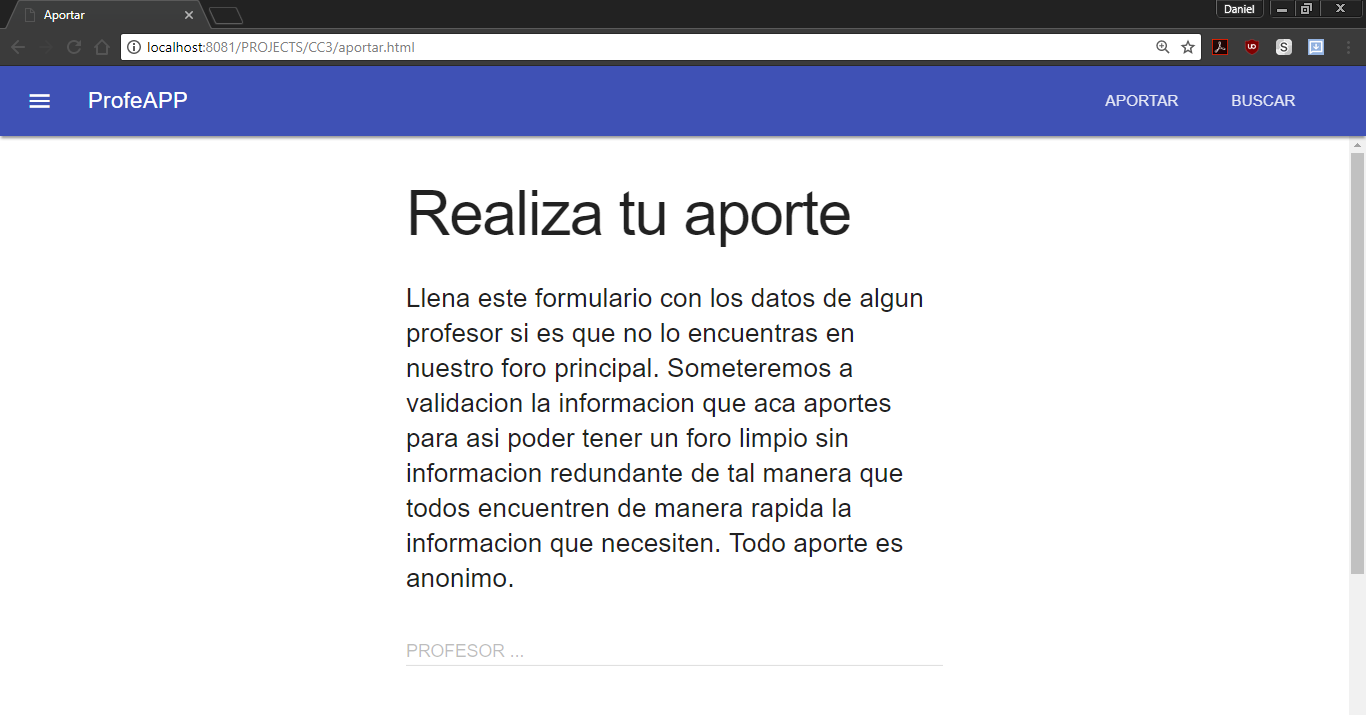 Aportar
Daniel
localhost:8081/PROJECTS/CC3/aportar.html
ProfeAPP
APORTAR
BUSCAR
Realiza tu aporte
Llena este formulario con los datos de algun
profesor si es que no lo encuentras en
nuestro foro principal. Someteremos a
validacion la informacion que aca aportes
para asi poder tener un foro limpio sin
informacion redundante de tal manera que
todos encuentren de manera rapida la
informacion que necesiten. Todo aporte es
anonimo.
PROFESOR ...